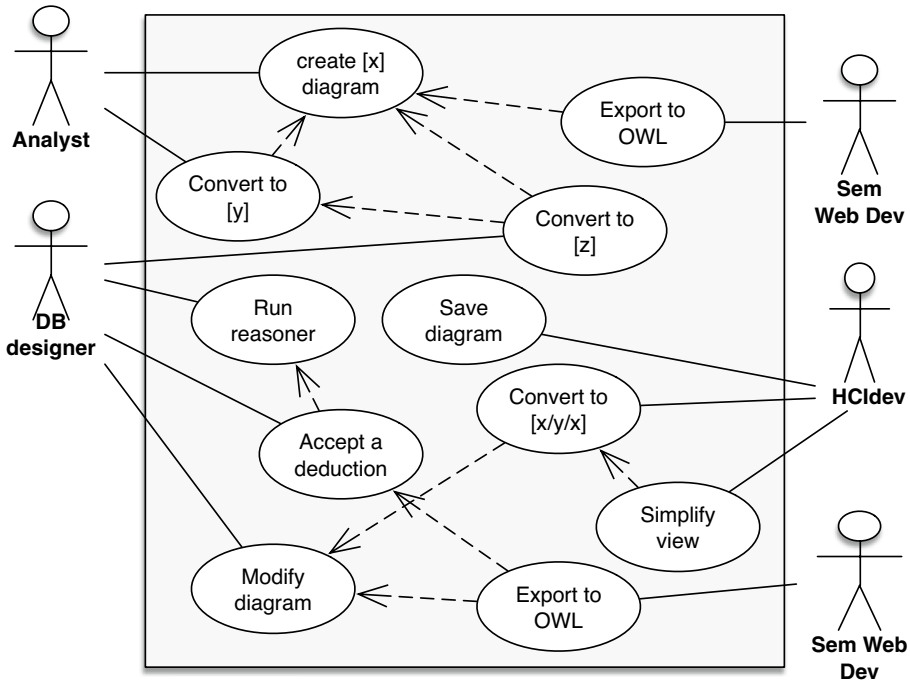 create [x]
diagram
Export to
OWL
Analyst
Convert to
[y]
Sem
Web Dev
Convert to
[z]
Run
reasoner
Save
diagram
DB
designer
Convert to
[x/y/x]
HCIdev
Accept a
deduction
Simplify
view
Modify
diagram
Export to
OWL
Sem Web
Dev